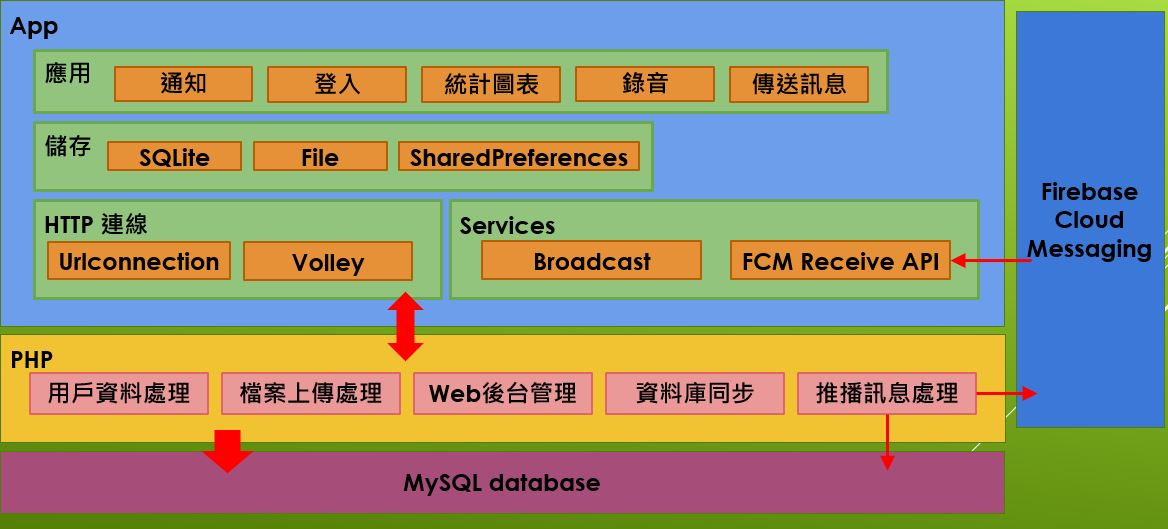 App
應用
通知
登入
統計圖表
錄音
傳送訊息
儲存
SQLite
File
SharedPreferences
HTTP 連線
Urlconnection
Volley
Services
Broadcast
FCM Receive API
Firebase
Cloud
Messaging
PHP
用戶資料處理
檔案上傳處理
Web後台管理
資料庫同步
推播訊息處理
MySQL database